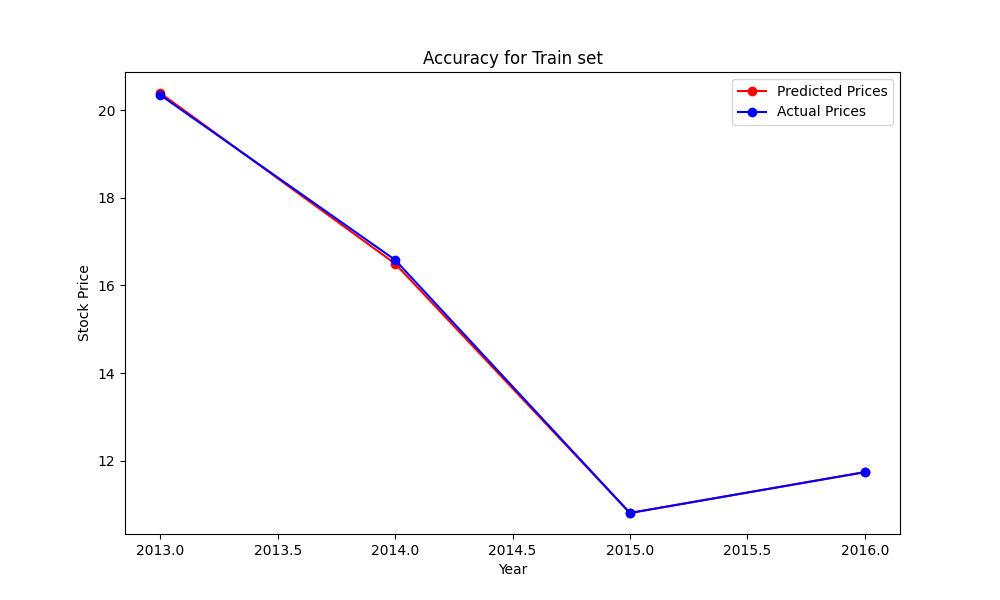 Accuracy for Train set
Predicted Prices
Actual Prices
Stock Price
20
18
16
14
12
2013.0 2013.5 2014.0 2014.5 2015.0 2015.5 2016.0
Year